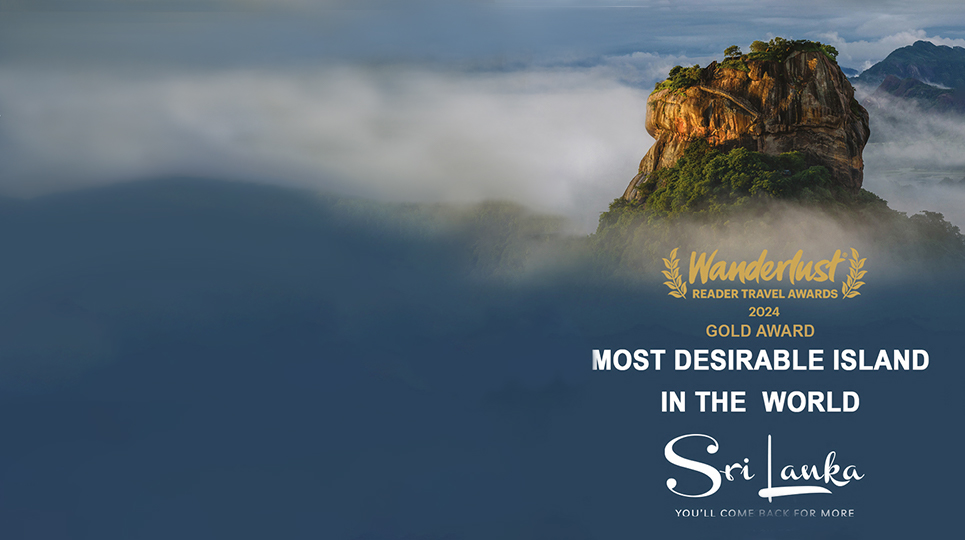 Wanderlust
READER TRAVEL AWARDS
2024
GOLD AWARD
MOST DESIRABLE ISLAND
IN THE WORLD
Sri Lanka
YOU'LL COME BACK FOR MORE